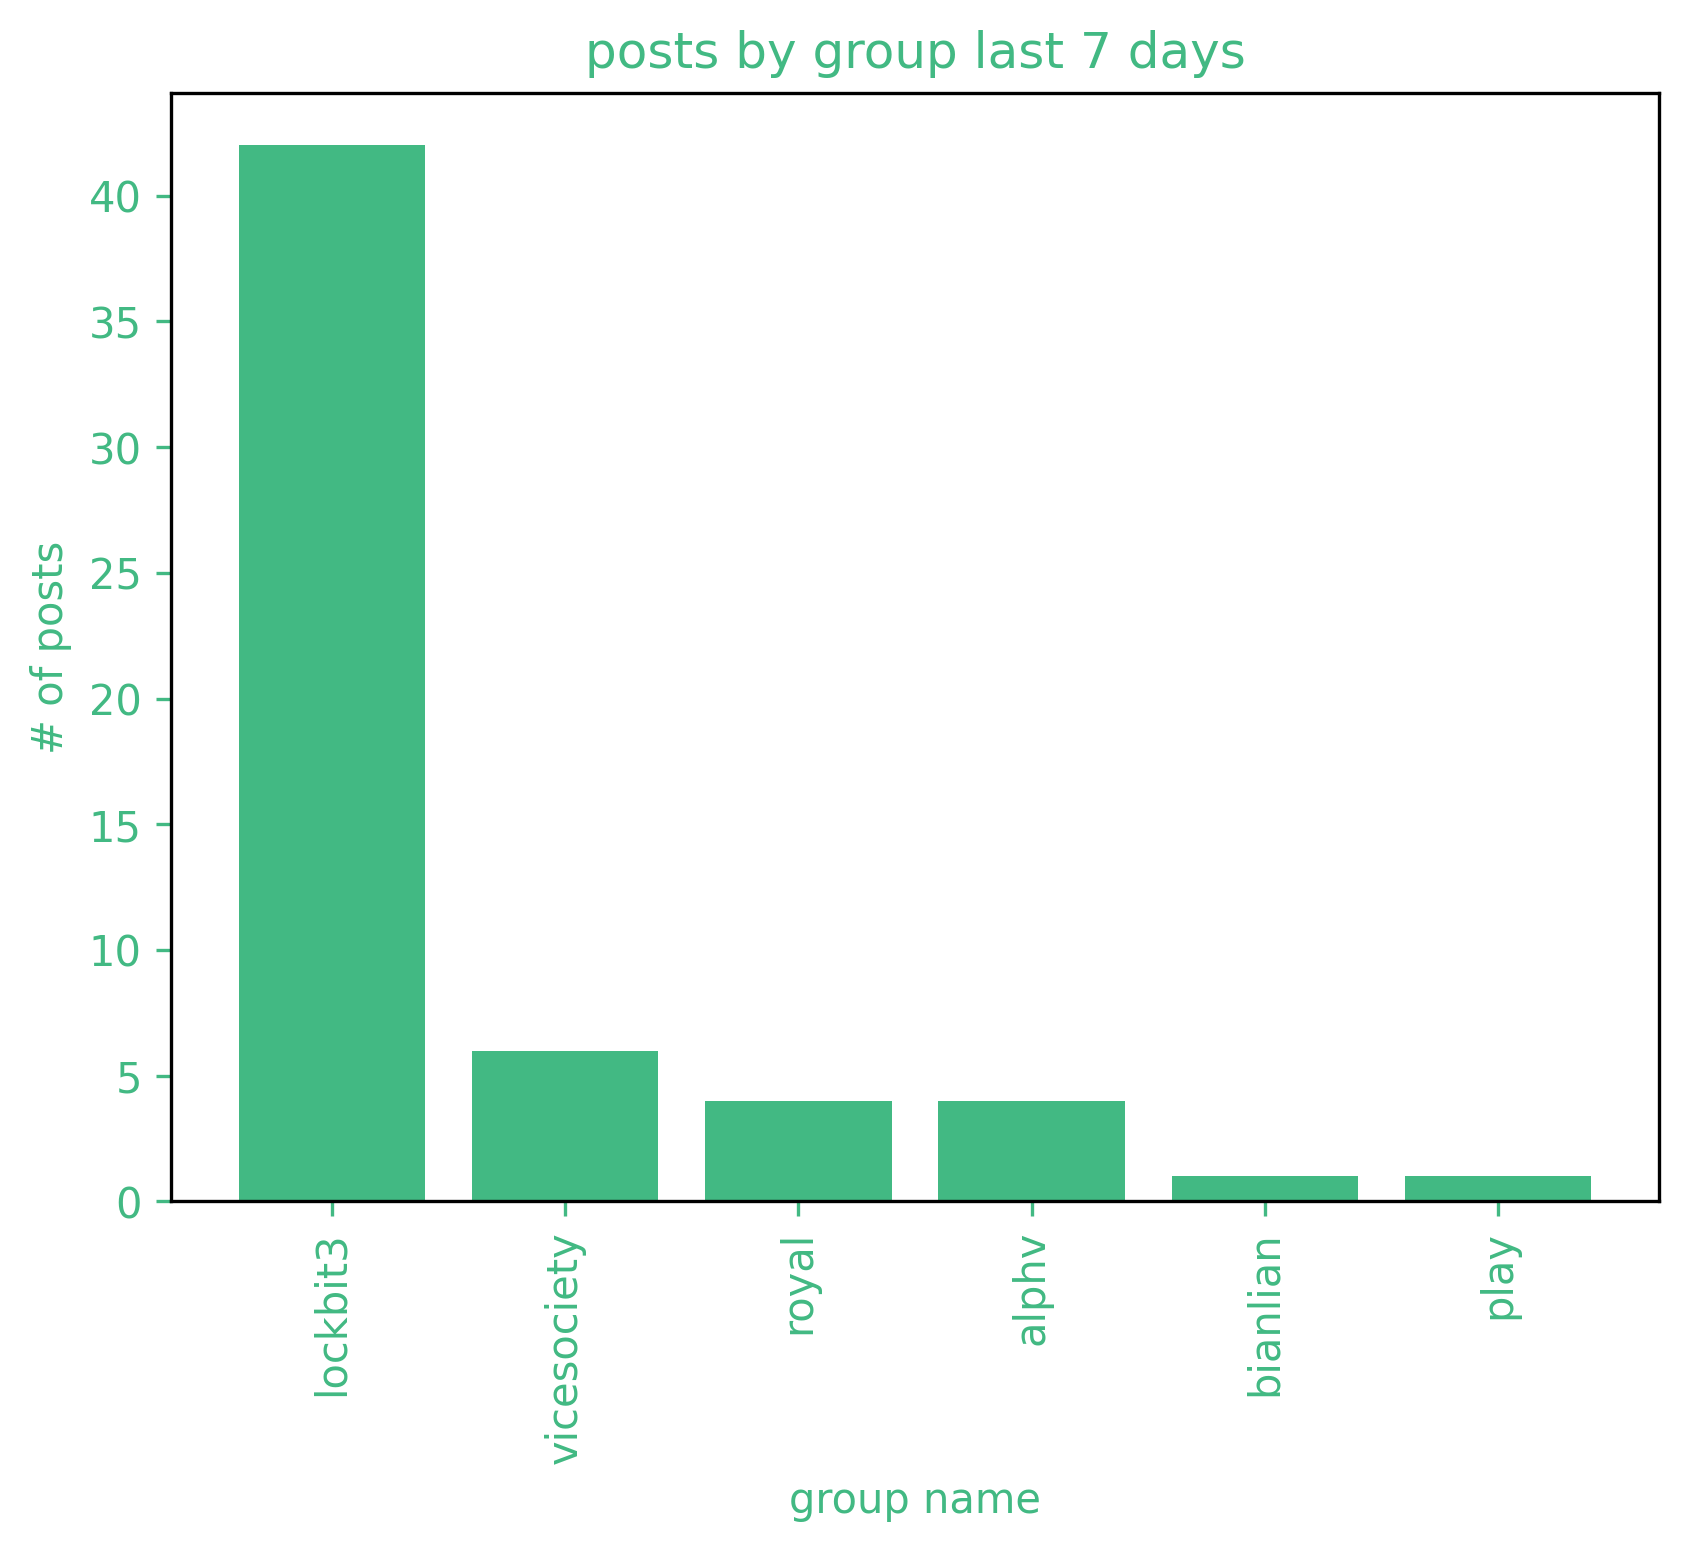 posts by group last 7 days
# of posts
40
35
30
25
20
15
10
5
0
lockbit3
vicesociety
royal
alphv
bianlian
play
group name